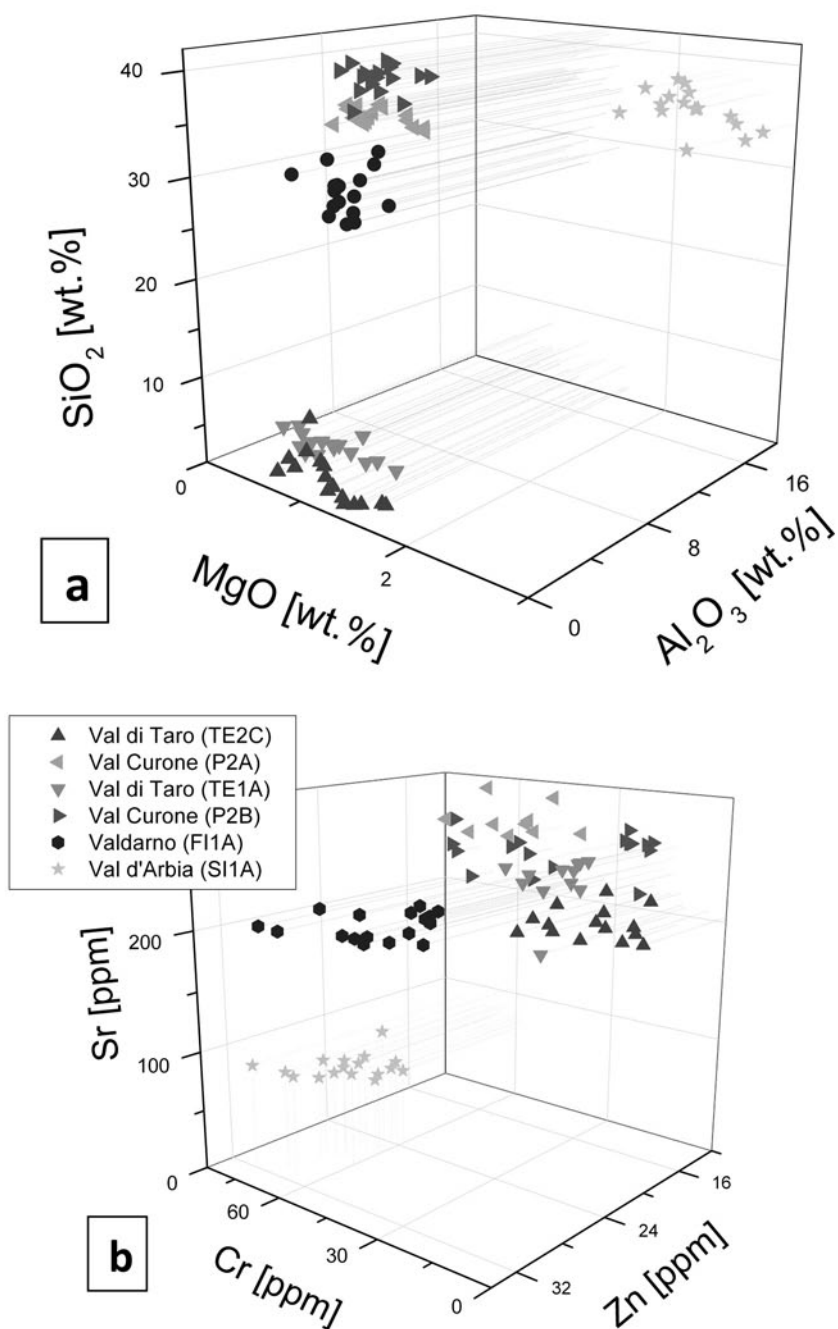 40
30
20
10
SiO₂ [wt.%]
0
2
MgO [wt.%]
0
8
16
Al₂O₃ [wt.%]
a
Val di Taro (TE2C)
Val Curone (P2A)
Val di Taro (TE1A)
Val Curone (P2B)
Valdarno (FI1A)
Val d'Arbia (SI1A)
200
100
0
Sr [ppm]
60
30
0
Cr [ppm]
32
24
16
Zn [ppm]
b